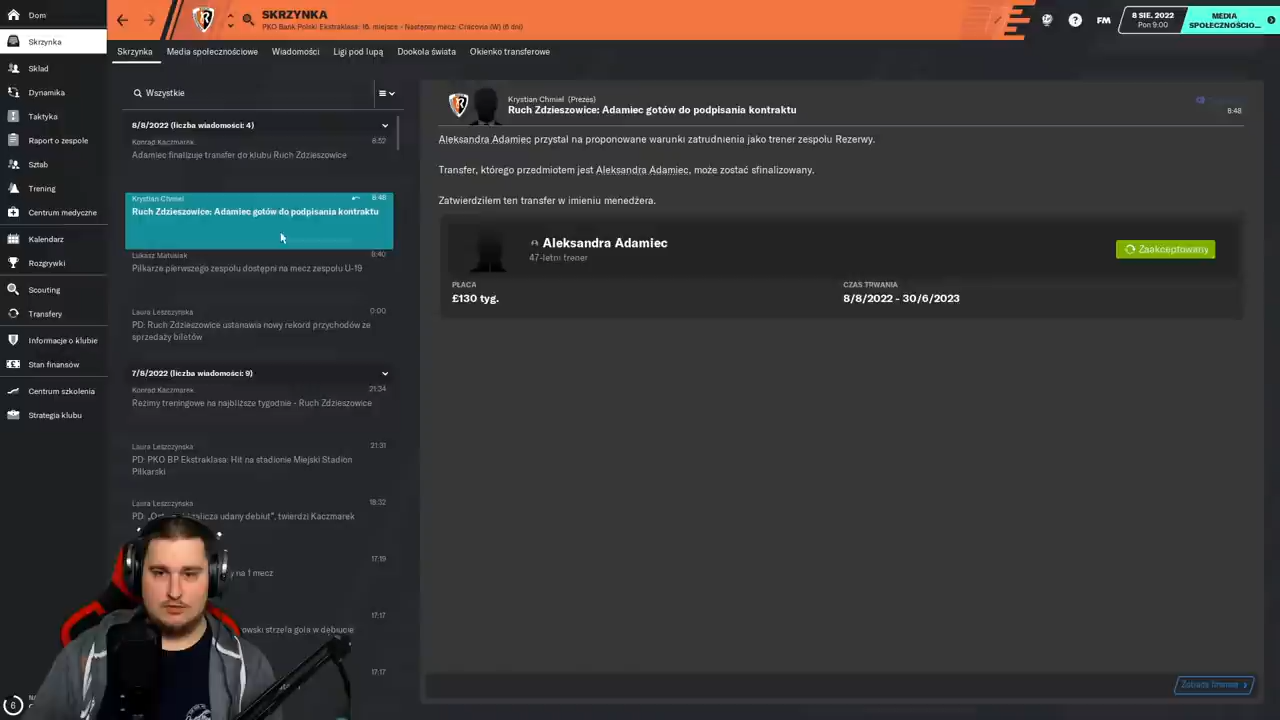 Dom
Skrzynka
Skład
Dynamika
Taktyka
Raport o zespole
Sztab
Trening
Centrum medyczne
Kalendarz
Rozgrywki
Scouting
Transfery
Informacje o klubie
Stan finansów
Centrum szkolenia
Strategia klubu
6
SKRZYNKA
PKO Bank Polski Ekstraklasa: 16. miejsce - Następny mecz: Cracovia (W) (6 dni)
FM
8 SIE. 2022
Pon 9:00
MEDIA
SPOŁECZNOŚCIO...
Skrzynka Media społecznościowe Wiadomości Ligi pod lupą Dookoła świata Okienko transferowe
Wszystkie
8/8/2022 (liczba wiadomości: 4)
Konrad Kaczmarek 8:52
Adamiec finalizuje transfer do klubu Ruch Zdzieszowice
Krystian Chmiel 8:48
Ruch Zdzieszowice: Adamiec gotów do podpisania kontraktu
Łukasz Matusiak 8:40
Piłkarze pierwszego zespołu dostępni na mecz zespołu U-19
Laura Leszczyńska 0:00
PD: Ruch Zdzieszowice ustanawia nowy rekord przychodów ze
sprzedaży biletów
7/8/2022 (liczba wiadomości: 9)
Konrad Kaczmarek 21:34
Reżimy treningowe na najbliższe tygodnie - Ruch Zdzieszowice
Laura Leszczyńska 21:31
PD: PKO BP Ekstraklasa: Hit na stadionie Miejski Stadion
Piłkarski
Laura Leszczyńska 18:32
zalicza udany debiut", twierdzi Kaczmarek
17:19
y na 1 mecz
17:17
owski strzela gola w debiucie
17:17
Krystian Chmiel (Prezes)
Ruch Zdzieszowice: Adamiec gotów do podpisania kontraktu
8:48
Aleksandra Adamiec przystał na proponowane warunki zatrudnienia jako trener zespołu Rezerwy.
Transfer, którego przedmiotem jest Aleksandra Adamiec, może zostać sfinalizowany.
Zatwierdziłem ten transfer w imieniu menedżera.
Aleksandra Adamiec
47-letni trener
Zaakceptowany
PŁACA
£130 tyg.
CZAS TRWANIA
8/8/2022 - 30/6/2023
Zobacz finanse